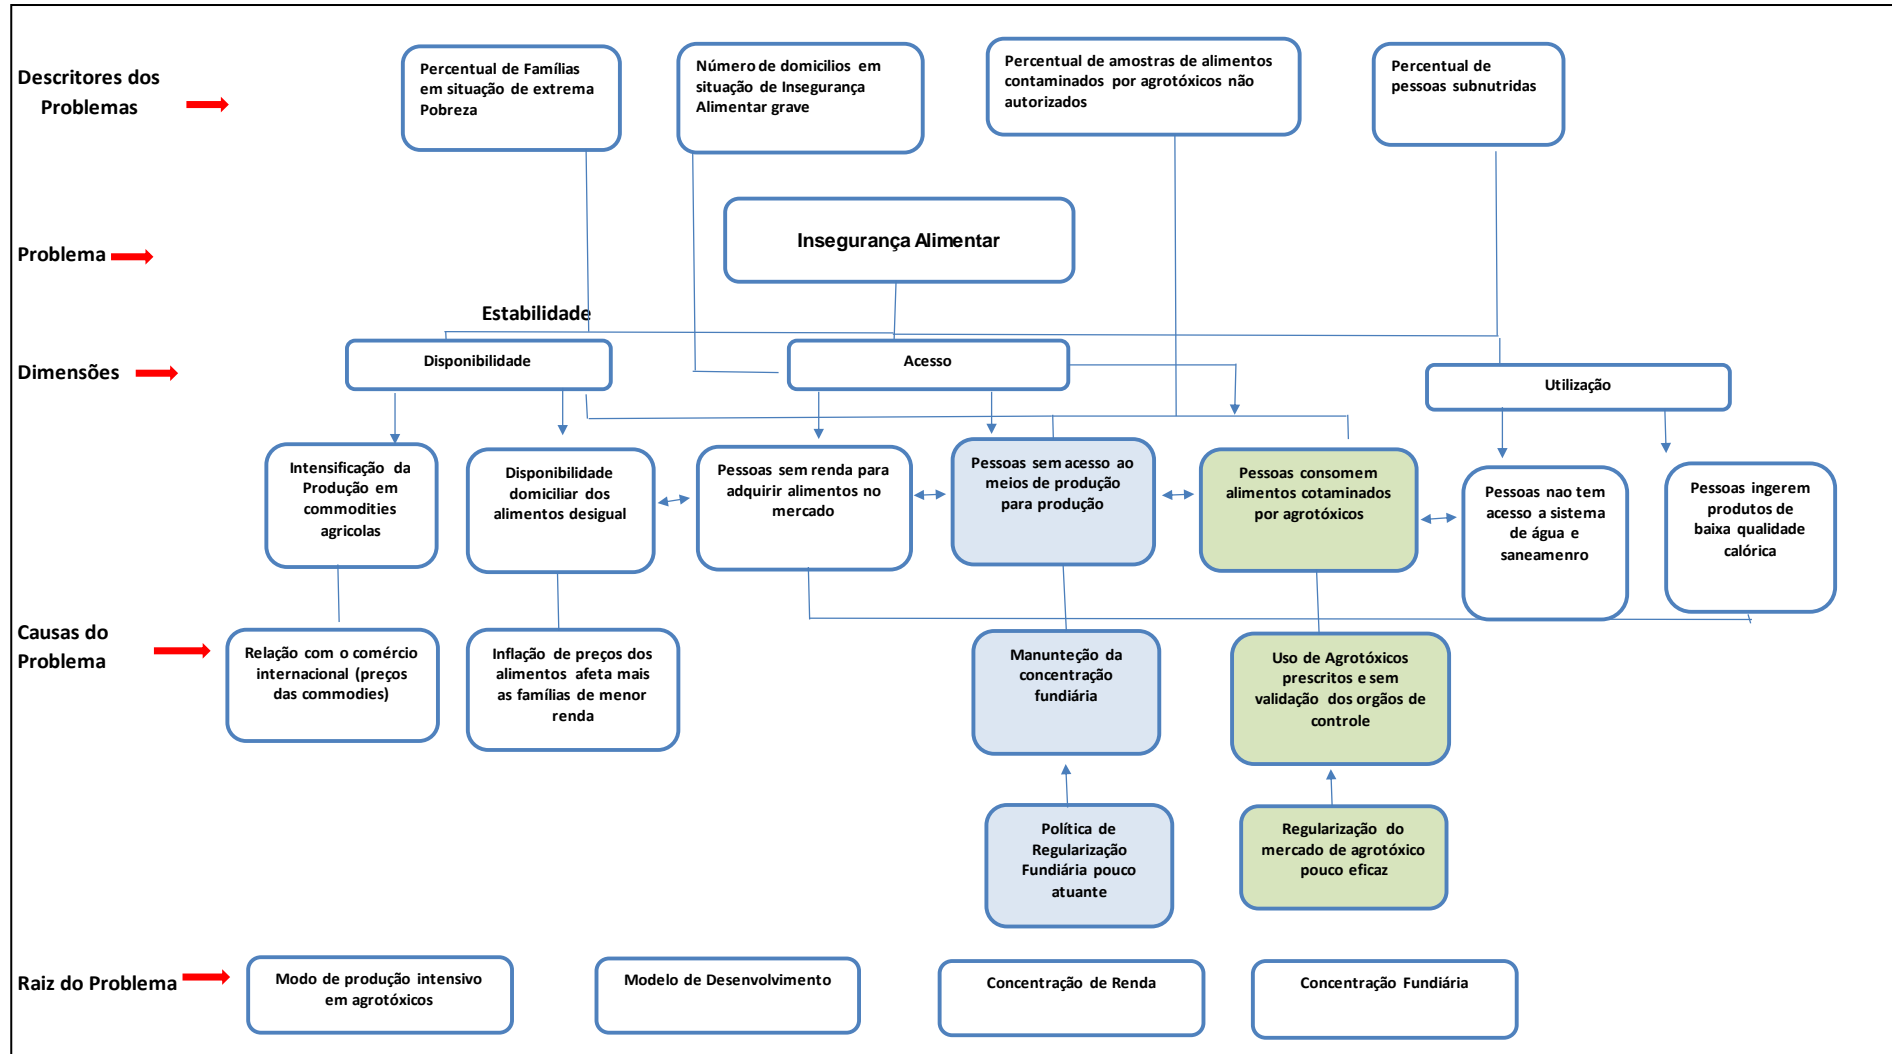 Descritores dos
Problemas
Percentual de Famílias
em situação de extrema
Pobreza
Número de domicilios em
situação de Insegurança
Alimentar grave
Percentual de amostras de alimentos
contaminados por agrotóxicos não
autorizados
Percentual de
pessoas subnutridas
Problema
Insegurança Alimentar
Estabilidade
Dimensões
Disponibilidade
Acesso
Utilização
Intensificação da
Produção em
commodities
agricolas
Disponibilidade
domiciliar dos
alimentos desigual
Pessoas sem renda para
adquirir alimentos no
mercado
Pessoas sem acesso ao
meios de produção
para produção
Pessoas consomem
alimentos cotaminados
por agrotóxicos
Pessoas nao tem
acesso a sistema
de água e
saneamenro
Pessoas ingerem
produtos de
baixa qualidade
calórica
Causas do
Problema
Relação com o comércio
internacional (preços
das commodies)
Inflação de preços dos
alimentos afeta mais
as famílias de menor
renda
Manunteção da
concentração
fundiária
Uso de Agrotóxicos
prescritos e sem
validação dos orgãos de
controle
Política de
Regularização
Fundiária pouco
atuante
Regularização do
mercado de agrotóxico
pouco eficaz
Raiz do Problema
Modo de produção intensivo
em agrotóxicos
Modelo de Desenvolvimento
Concentração de Renda
Concentração Fundiária